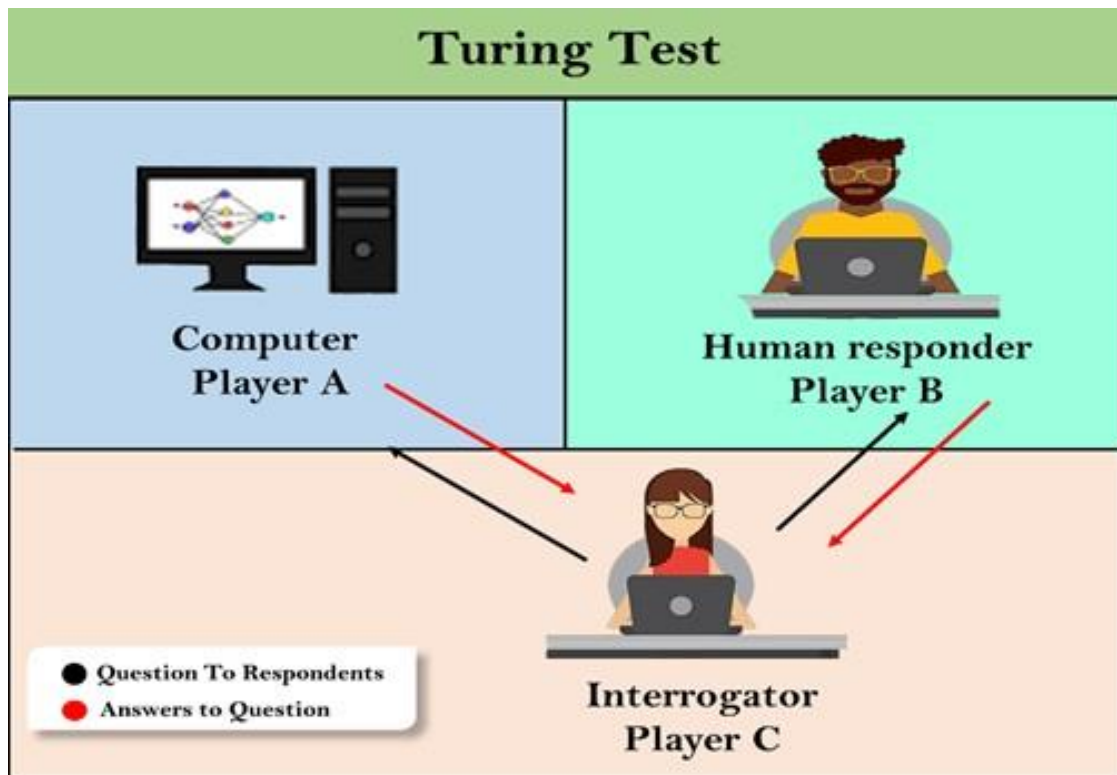 Turing Test
Computer
Player A
Human responder
Player B
Interrogator
Player C
Question To Respondents
Answers to Question